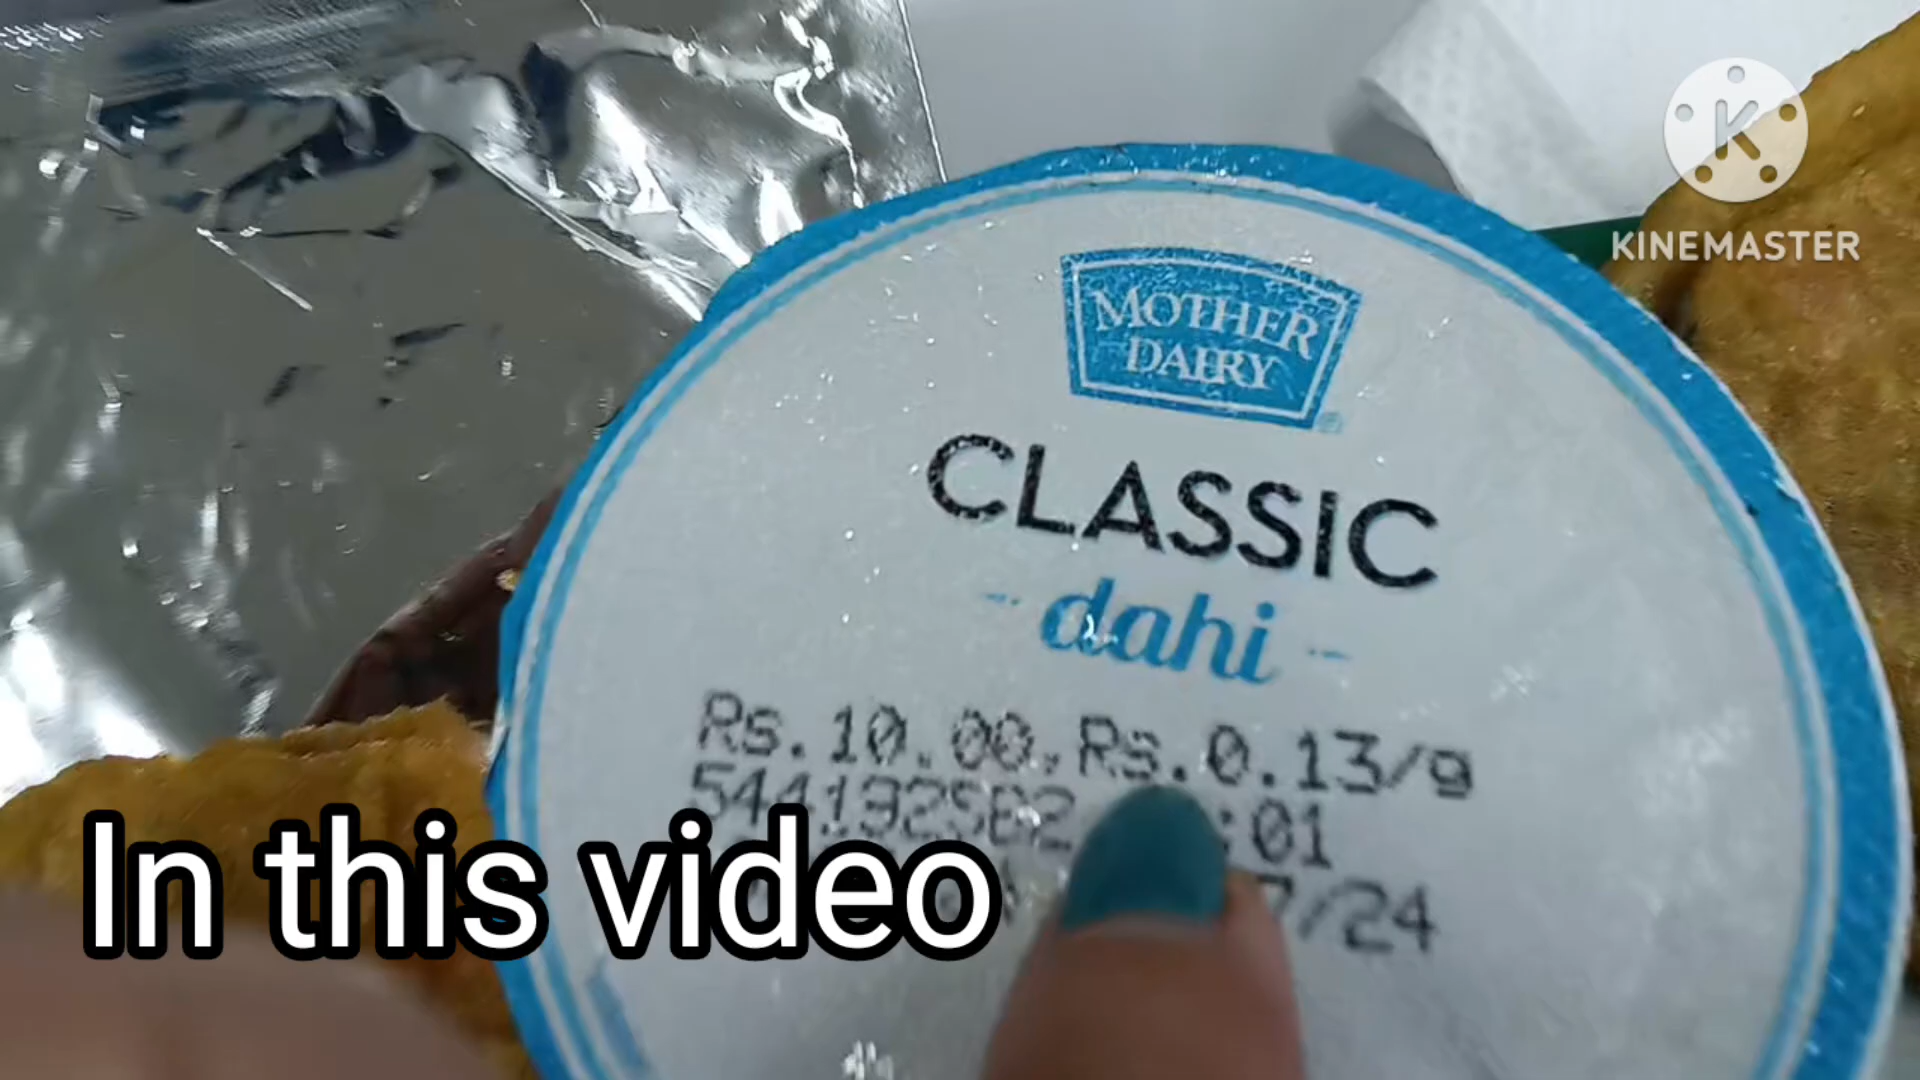 KINEMASTER
MOTHER
DAIRY
CLASSIC
- dahi -
Rs.10.00,Rs.0.13/g
:01
/24
In this video